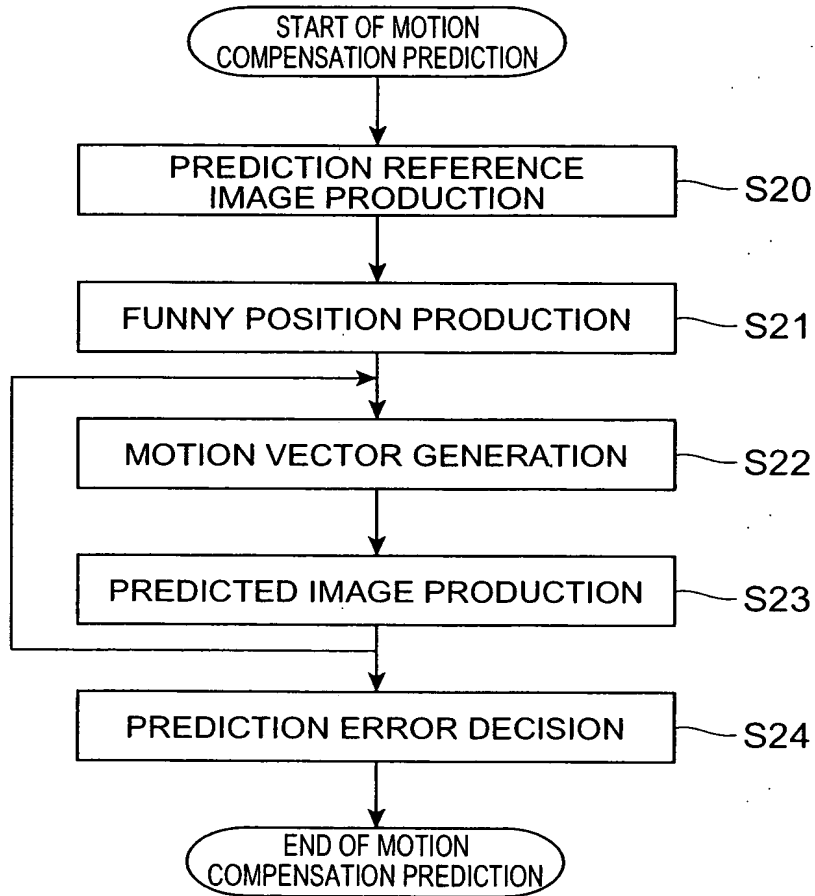 START OF MOTION
COMPENSATION PREDICTION
PREDICTION REFERENCE
IMAGE PRODUCTION
S20
FUNNY POSITION PRODUCTION
S21
MOTION VECTOR GENERATION
S22
PREDICTED IMAGE PRODUCTION
S23
PREDICTION ERROR DECISION
S24
END OF MOTION
COMPENSATION PREDICTION